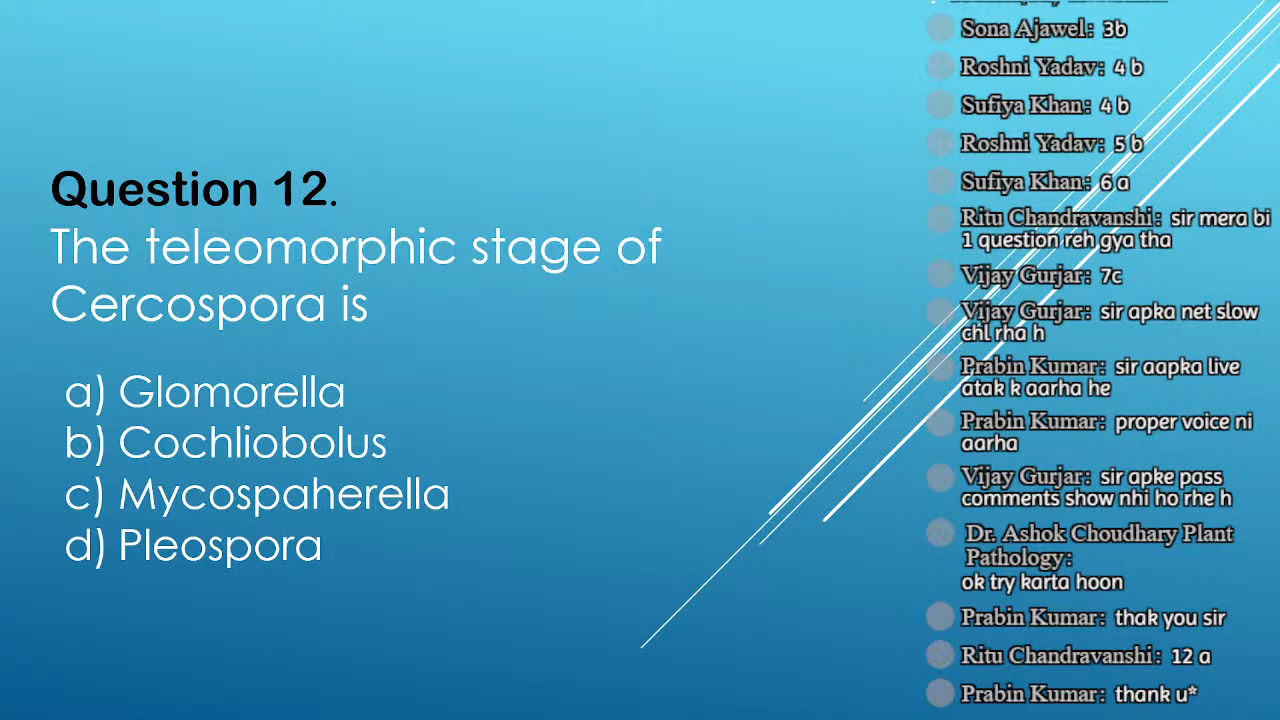 Question 12.
The teleomorphic stage of
Cercospora is
a) Glomorella
b) Cochliobolus
c) Mycospaherella
d) Pleospora
Sona Ajawel: 3b
Roshni Yadav: 4 b
Sufiya Khan: 4 b
Roshni Yadav: 5 b
Sufiya Khan: 6 a
Ritu Chandravanshi: sir mera bi
1 question reh gya tha
Vijay Gurjar: 7c
Vijay Gurjar: sir apka net slow
chl rha h
Prabin Kumar: sir aapka live
atak k aarha he
Prabin Kumar: proper voice ni
aarha
Vijay Gurjar: sir apke pass
comments show nhi ho rhe h
Dr. Ashok Choudhary Plant
Pathology:
ok try karta hoon
Prabin Kumar: thak you sir
Ritu Chandravanshi: 12 a
Prabin Kumar: thank u*